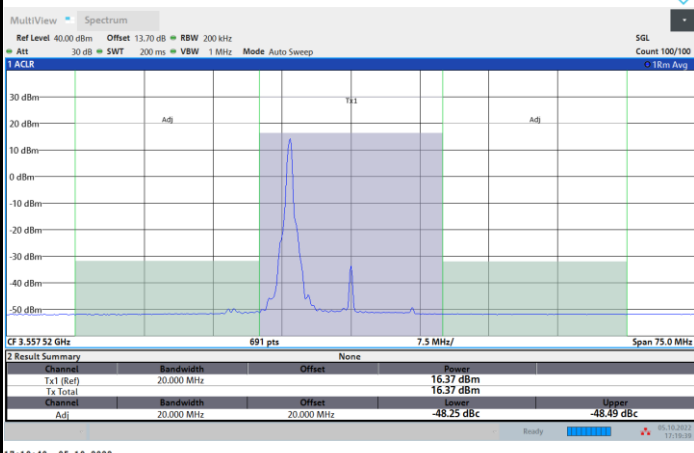 MultiView Spectrum
Ref Level 40.00 dBm Offset 13.70 dB RBW 200 kHz SGL
Att 30 dB SWT 200 ms VBW 1 MHz Mode Auto Sweep Count 100/100
1 ACLR 1Rm Avg
30 dBm
Tx1
20 dBm
Adj Adj
10 dBm
0 dBm
-10 dBm
-20 dBm
-30 dBm
-40 dBm
-50 dBm
CF 3.557 52 GHz 691 pts 7.5 MHz/ Span 75.0 MHz
2 Result Summary None
Channel Bandwidth Offset Power
Tx1 (Ref) 20.000 MHz 16.37 dBm
Tx Total 16.37 dBm
Channel Bandwidth Offset Lower Upper
Adj 20.000 MHz 20.000 MHz -48.25 dBc -48.49 dBc
Ready 05.10.2022